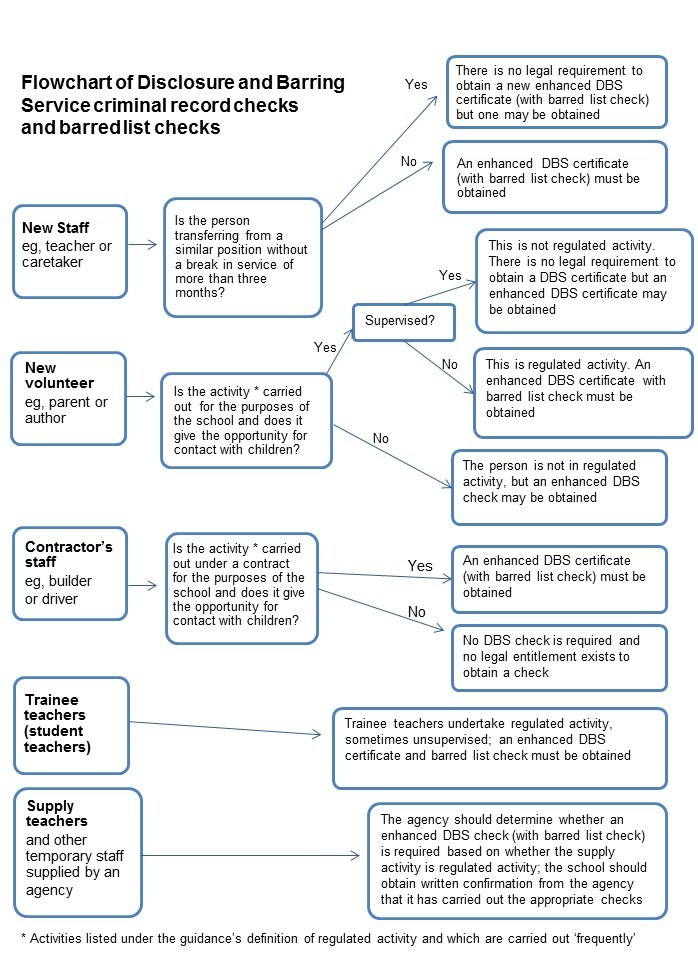 Flowchart of Disclosure and Barring
Service criminal record checks
and barred list checks
New Staff
eg, teacher or
caretaker
Is the person
transferring from a
similar position without
a break in service of
more than three
months?
Yes
There is no legal requirement to
obtain a new enhanced DBS
certificate (with barred list check)
but one may be obtained
No
An enhanced DBS certificate
(with barred list check) must be
obtained
New
volunteer
eg, parent or
author
Is the activity * carried
out for the purposes of
the school and does it
give the opportunity for
contact with children?
Yes
Supervised?
Yes
This is not regulated activity.
There is no legal requirement to
obtain a DBS certificate but an
enhanced DBS certificate may
be obtained
No
This is regulated activity. An
enhanced DBS certificate with
barred list check must be
obtained
No
The person is not in regulated
activity, but an enhanced DBS
check may be obtained
Contractor's
staff
eg, builder
or driver
Is the activity * carried
out under a contract
for the purposes of the
school and does it give
the opportunity for
contact with children?
Yes
An enhanced DBS certificate
(with barred list check) must be
obtained
No
No DBS check is required and
no legal entitlement exists to
obtain a check
Trainee
teachers
(student
teachers)
Trainee teachers undertake regulated activity,
sometimes unsupervised; an enhanced DBS
certificate and barred list check must be obtained
Supply
teachers
and other
temporary staff
supplied by an
agency
The agency should determine whether an
enhanced DBS check (with barred list check)
is required based on whether the supply
activity is regulated activity; the school should
obtain written confirmation from the agency
that it has carried out the appropriate checks
* Activities listed under the guidance's definition of regulated activity and which are carried out 'frequently'